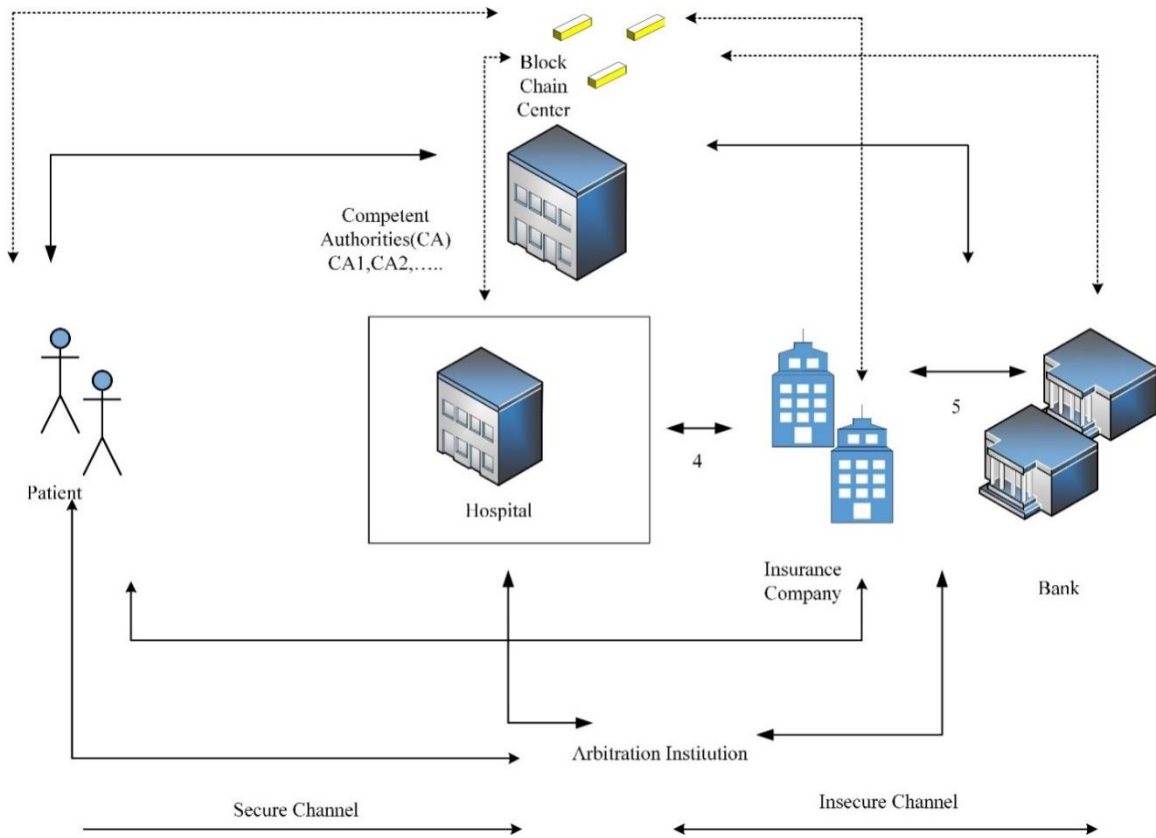 Block
Chain
Center
Competent
Authorities(CA)
CA1,CA2,.....
Patient
Hospital
4
Insurance
Company
5
Bank
Arbitration Institution
Secure Channel
Insecure Channel